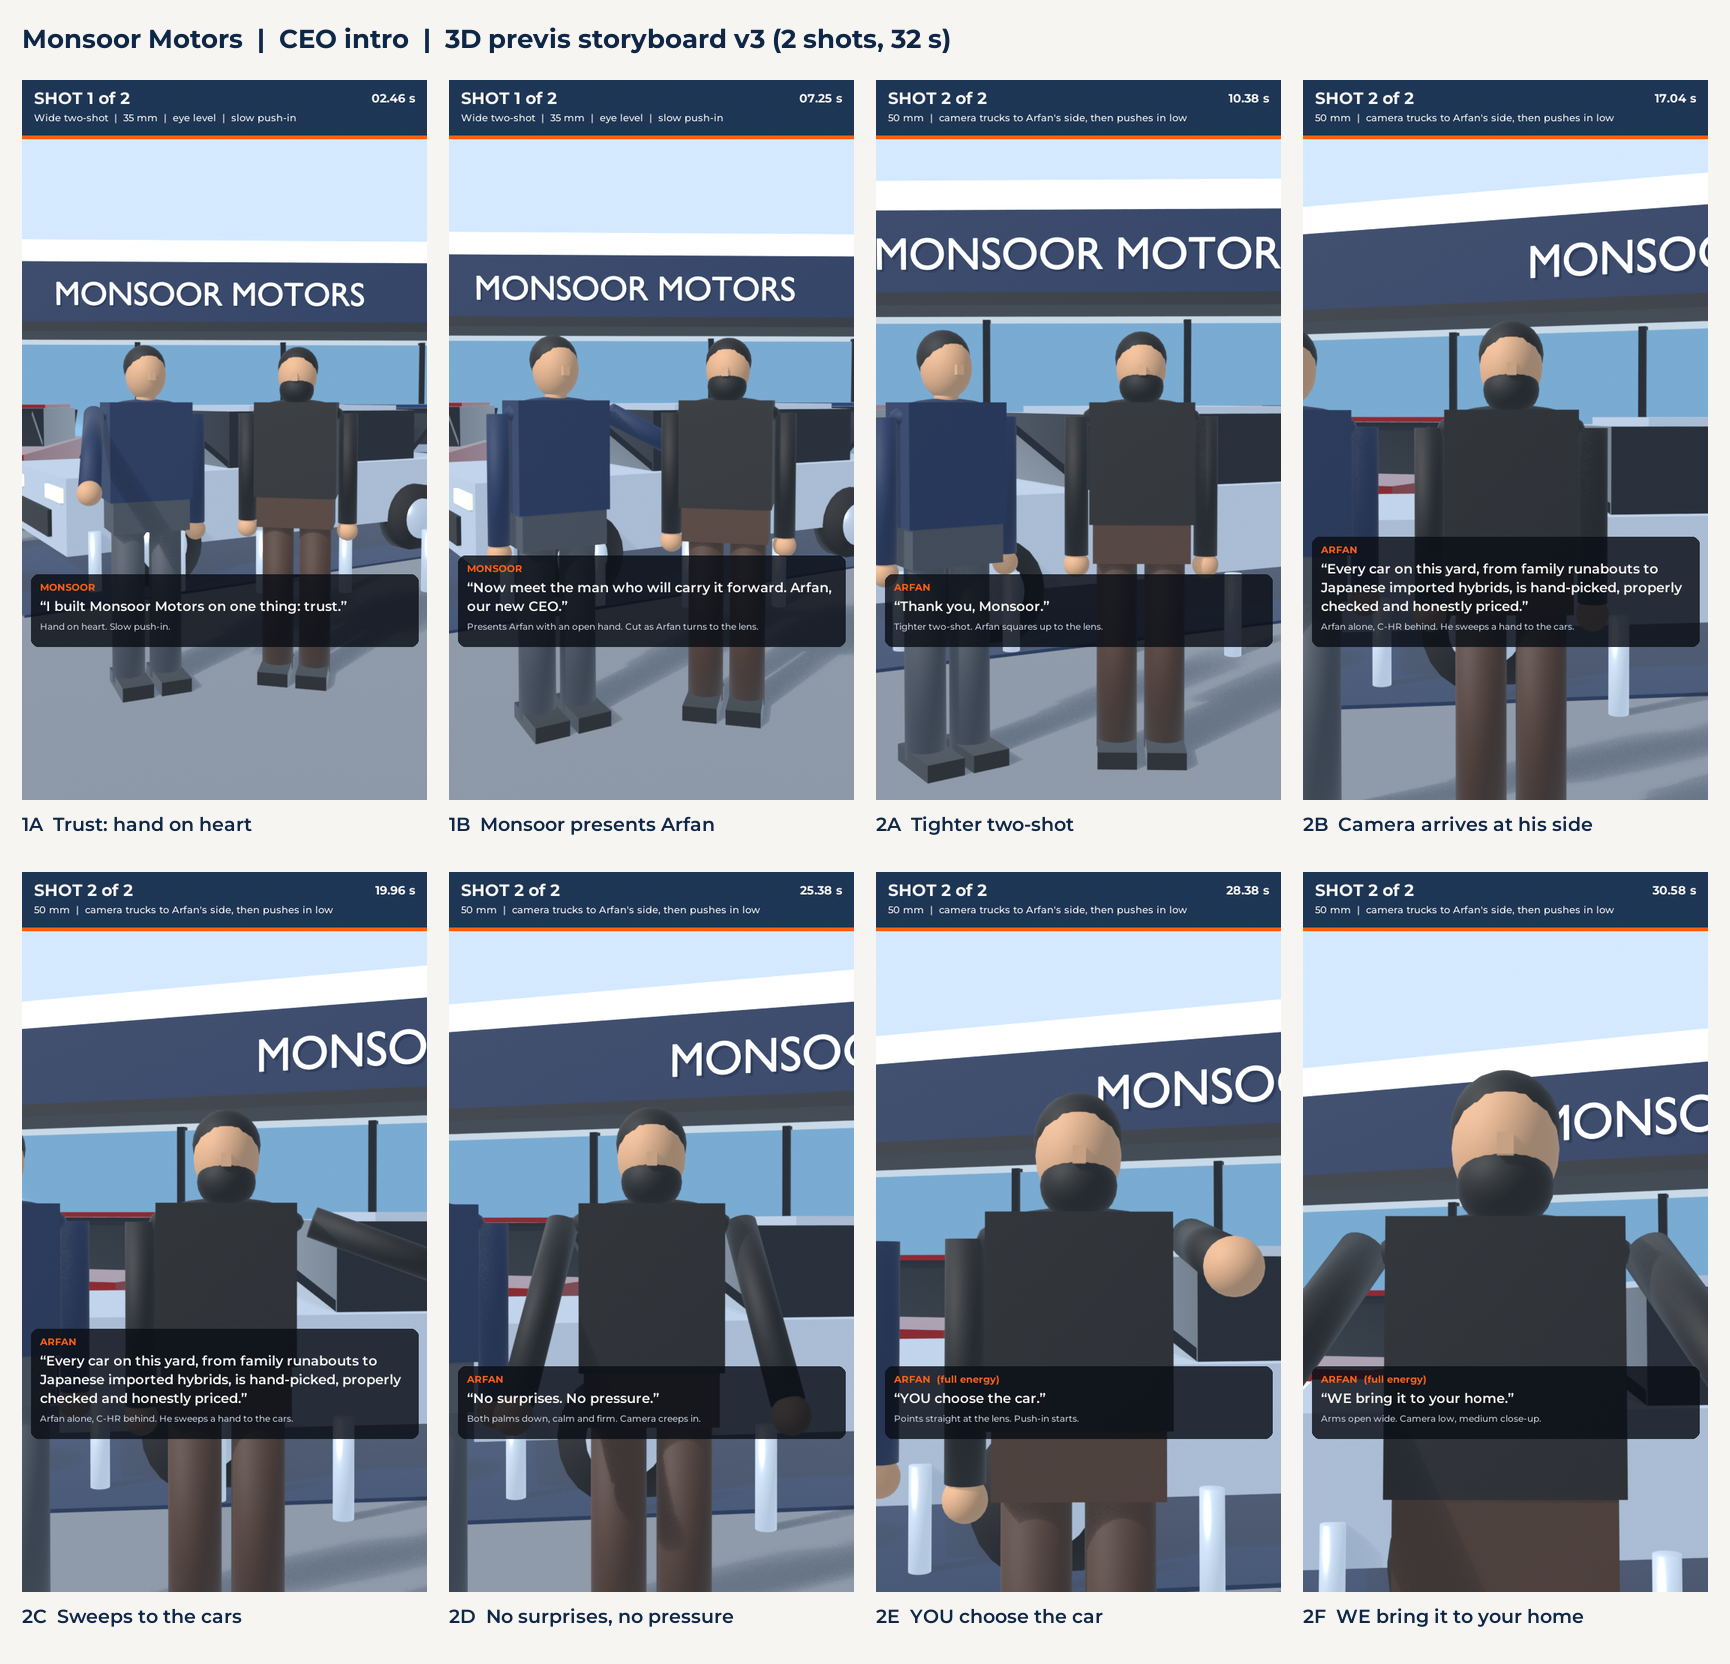 Monsoor Motors | CEO intro | 3D previs storyboard v3 (2 shots, 32 s)
SHOT 1 of 2
02.46 s
Wide two-shot | 35 mm | eye level | slow push-in
MONSOOR MOTORS
MONSOOR
“I built Monsoor Motors on one thing: trust.”
Hand on heart. Slow push-in.
1A Trust: hand on heart
SHOT 1 of 2
07.25 s
Wide two-shot | 35 mm | eye level | slow push-in
MONSOOR MOTORS
MONSOOR
“Now meet the man who will carry it forward. Arfan,
our new CEO.”
Presents Arfan with an open hand. Cut as Arfan turns to the lens.
1B Monsoor presents Arfan
SHOT 2 of 2
10.38 s
50 mm | camera trucks to Arfan's side, then pushes in low
MONSOOR MOTOR
ARFAN
“Thank you, Monsoor.”
Tighter two-shot. Arfan squares up to the lens.
2A Tighter two-shot
SHOT 2 of 2
17.04 s
50 mm | camera trucks to Arfan's side, then pushes in low
MONSOO
ARFAN
“Every car on this yard, from family runabouts to
Japanese imported hybrids, is hand-picked, properly
checked and honestly priced.”
Arfan alone, C-HR behind. He sweeps a hand to the cars.
2B Camera arrives at his side
SHOT 2 of 2
19.96 s
50 mm | camera trucks to Arfan's side, then pushes in low
MONSO
ARFAN
“Every car on this yard, from family runabouts to
Japanese imported hybrids, is hand-picked, properly
checked and honestly priced.”
Arfan alone, C-HR behind. He sweeps a hand to the cars.
2C Sweeps to the cars
SHOT 2 of 2
25.38 s
50 mm | camera trucks to Arfan's side, then pushes in low
MONSOO
ARFAN
“No surprises. No pressure.”
Both palms down, calm and firm. Camera creeps in.
2D No surprises, no pressure
SHOT 2 of 2
28.38 s
50 mm | camera trucks to Arfan's side, then pushes in low
MONSOO
ARFAN (full energy)
“YOU choose the car.”
Points straight at the lens. Push-in starts.
2E YOU choose the car
SHOT 2 of 2
30.58 s
50 mm | camera trucks to Arfan's side, then pushes in low
MONSO
ARFAN (full energy)
“WE bring it to your home.”
Arms open wide. Camera low, medium close-up.
2F WE bring it to your home